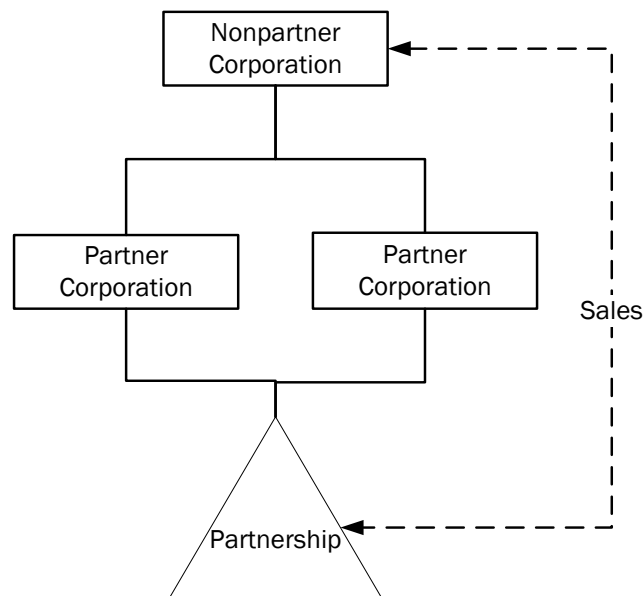 Nonpartner
Corporation
Partner
Corporation
Partner
Corporation
Sales
Partnership